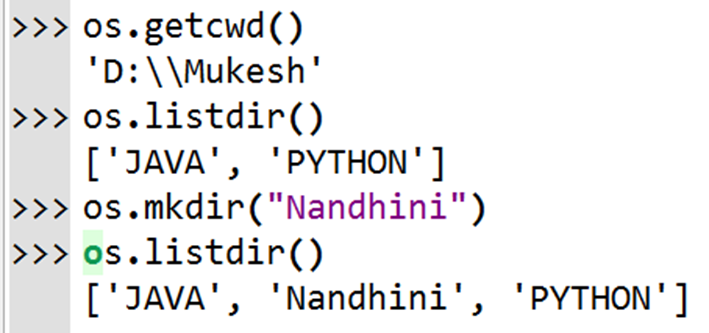 >>> os.getcwd()
'D:\\Mukesh'
>>> os.listdir()
['JAVA', 'PYTHON']
>>> os.mkdir("Nandhini")
>>> os.listdir()
['JAVA', 'Nandhini', 'PYTHON']